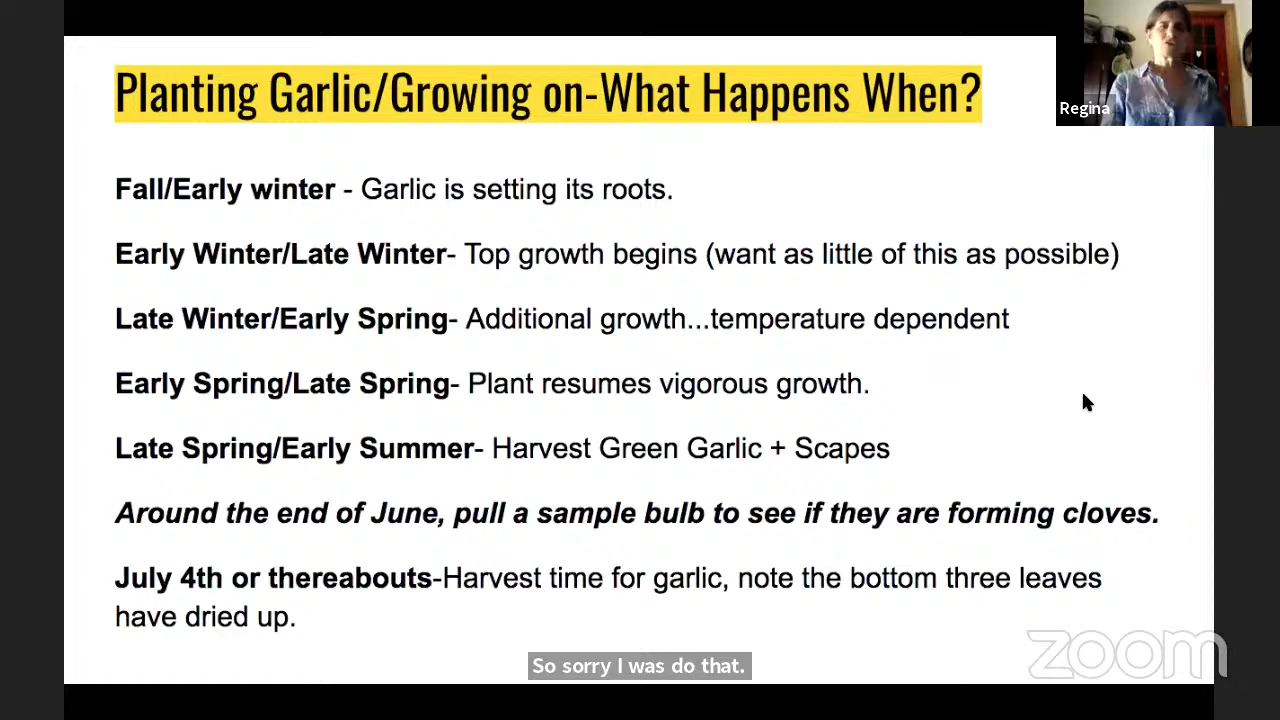 Planting Garlic/Growing on-What Happens When?
Regina
Fall/Early winter - Garlic is setting its roots.
Early Winter/Late Winter- Top growth begins (want as little of this as possible)
Late Winter/Early Spring- Additional growth...temperature dependent
Early Spring/Late Spring- Plant resumes vigorous growth.
Late Spring/Early Summer- Harvest Green Garlic + Scapes
Around the end of June, pull a sample bulb to see if they are forming cloves.
July 4th or thereabouts-Harvest time for garlic, note the bottom three leaves
have dried up.
So sorry I was do that.
zoom